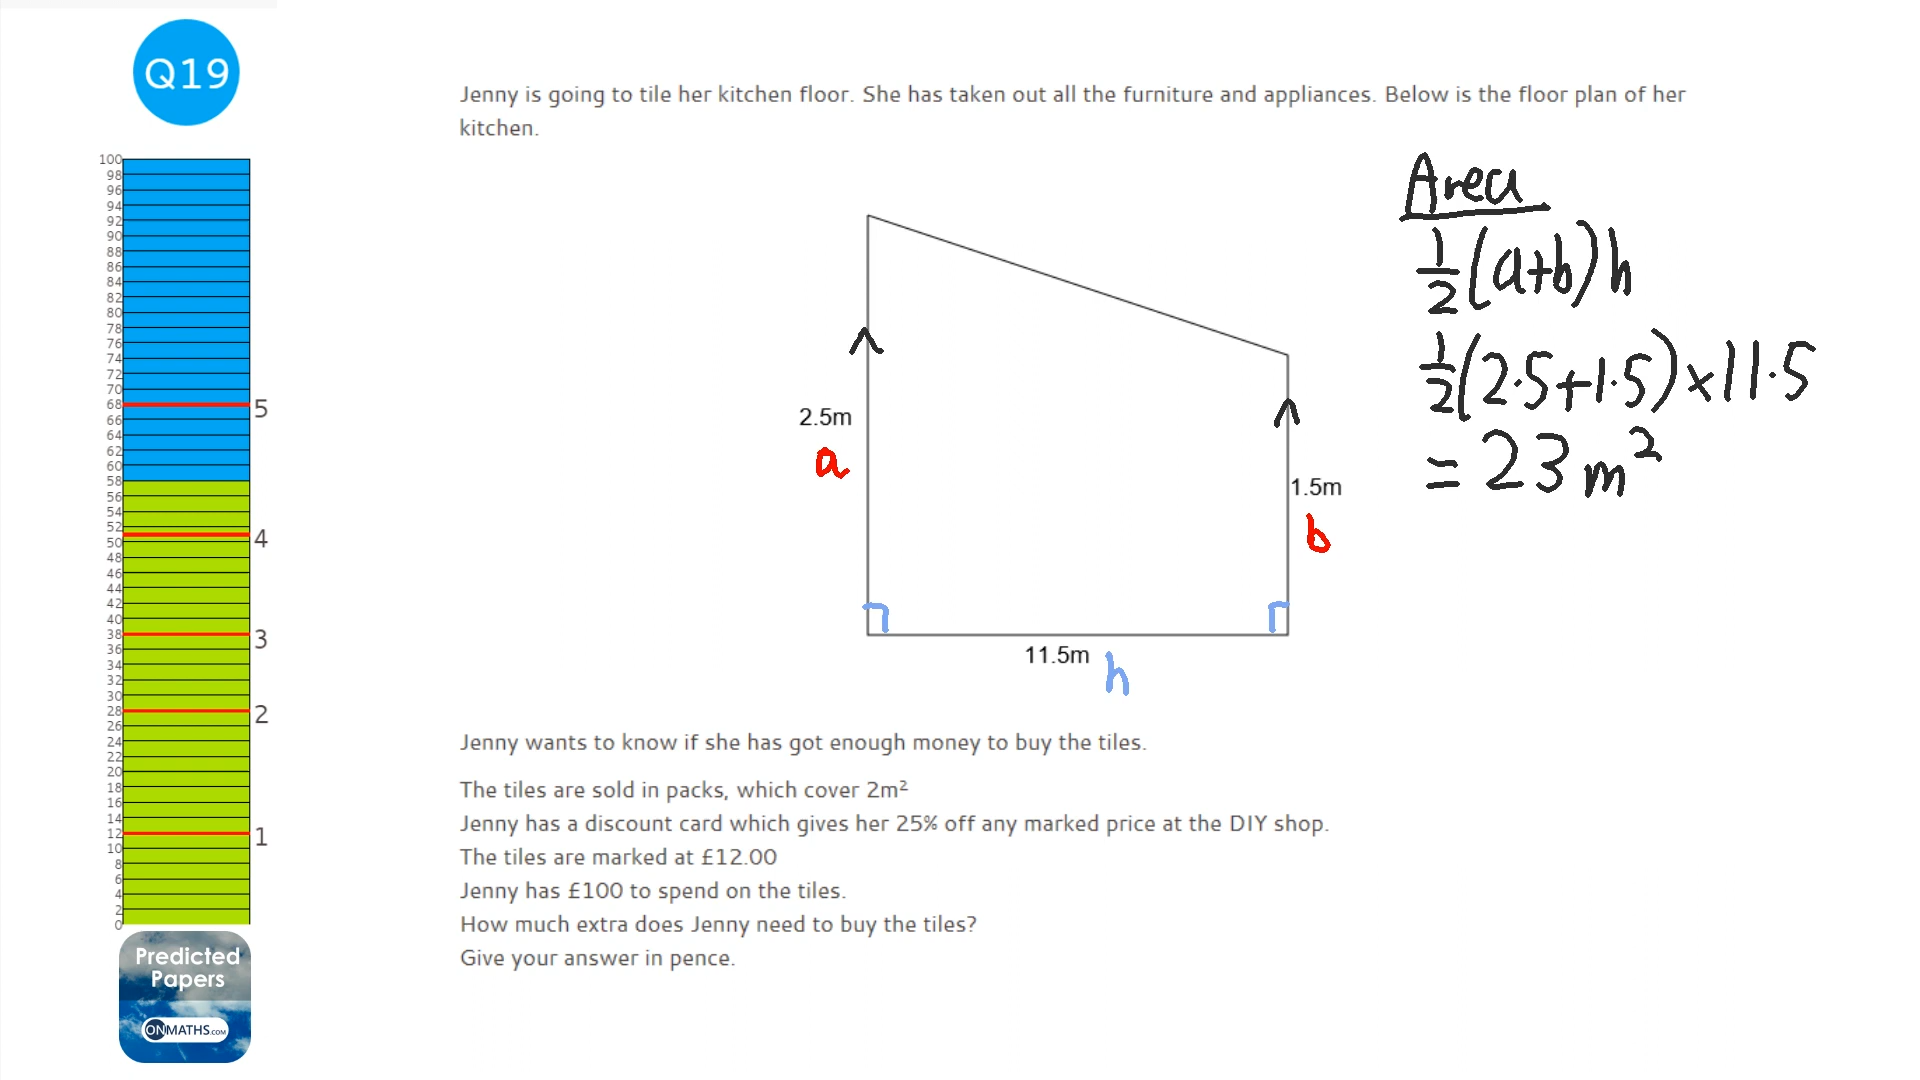 Q19
Jenny is going to tile her kitchen floor. She has taken out all the furniture and appliances. Below is the floor plan of her
kitchen.
Area
½(a+b)h
½(2.5+1.5)×11.5
= 23 m²
2.5m
a
1.5m
b
11.5m
h
Jenny wants to know if she has got enough money to buy the tiles.
The tiles are sold in packs, which cover 2m²
Jenny has a discount card which gives her 25% off any marked price at the DIY shop.
The tiles are marked at £12.00
Jenny has £100 to spend on the tiles.
How much extra does Jenny need to buy the tiles?
Give your answer in pence.
100
98
96
94
92
90
88
86
84
82
80
78
76
74
72
70
68
66
64
62
60
58
56
54
52
50
48
46
44
42
40
38
36
34
32
30
28
26
24
22
20
18
16
14
12
10
8
6
4
2
0
5
4
3
2
1
Predicted
Papers
ONMATHS.COM